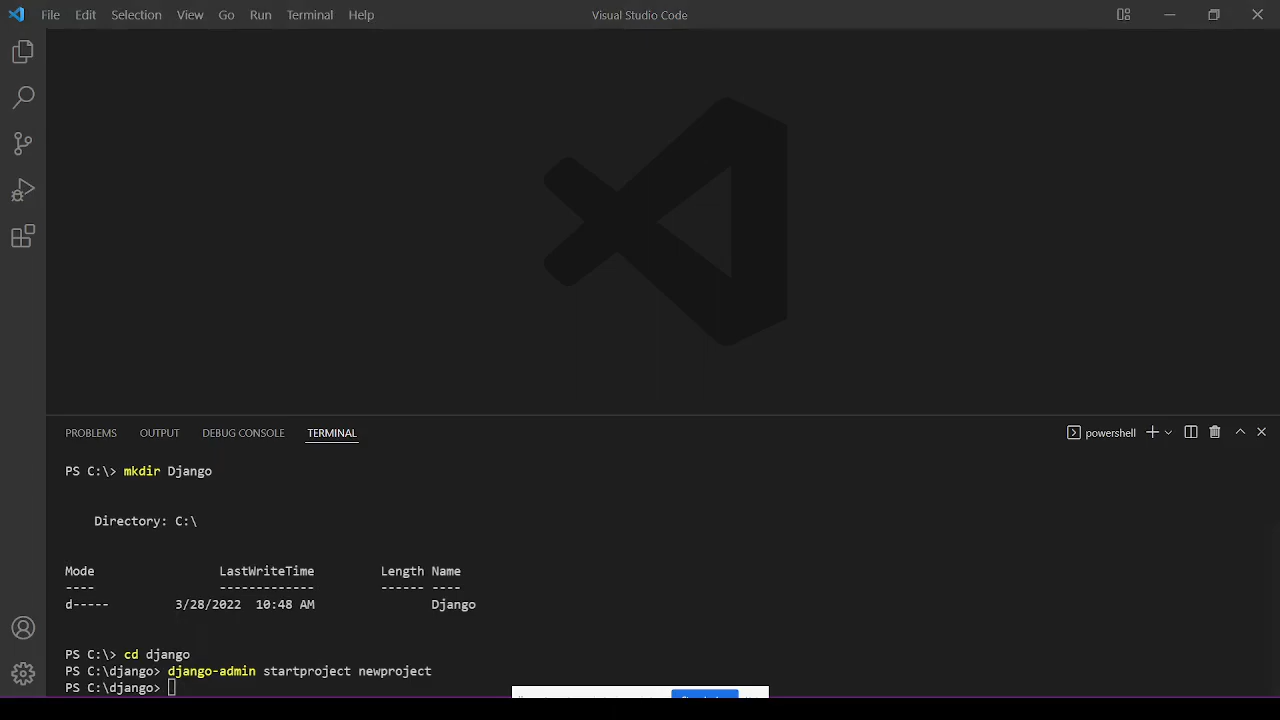 File Edit Selection View Go Run Terminal Help Visual Studio Code
PROBLEMS OUTPUT DEBUG CONSOLE TERMINAL powershell
PS C:\> mkdir Django
Directory: C:\
Mode LastWriteTime Length Name
---- ------------- ------ ----
d----- 3/28/2022 10:48 AM Django
PS C:\> cd django
PS C:\django> django-admin startproject newproject
PS C:\django>